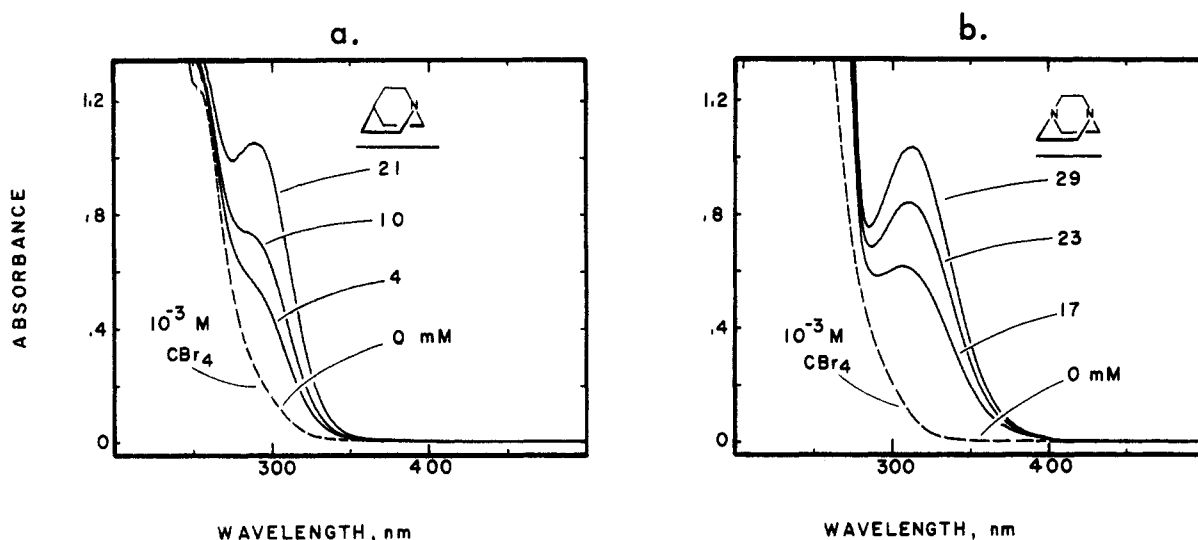 a.
ABSORBANCE
1.2
.8
.4
0
N
21
10
4
0 mM
10⁻³ M
CBr₄
300
400
WAVELENGTH, nm
b.
1.2
.8
.4
0
N
N
29
23
17
0 mM
10⁻³ M
CBr₄
300
400
WAVELENGTH, nm